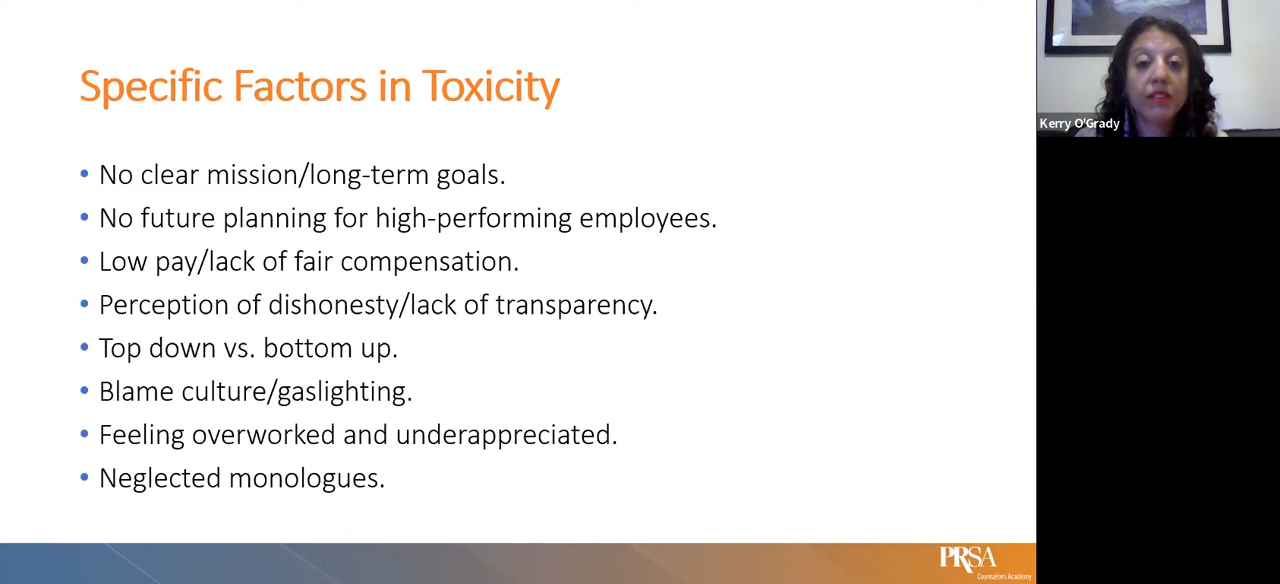 Specific Factors in Toxicity
• No clear mission/long-term goals.
• No future planning for high-performing employees.
• Low pay/lack of fair compensation.
• Perception of dishonesty/lack of transparency.
• Top down vs. bottom up.
• Blame culture/gaslighting.
• Feeling overworked and underappreciated.
• Neglected monologues.
Kerry O'Grady
PRSA
Counselors Academy